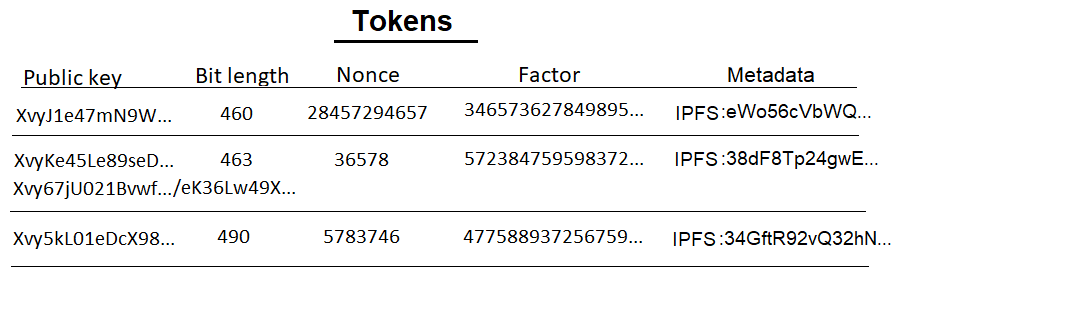 Tokens
Public key Bit length Nonce Factor Metadata
XvyJ1e47mN9W... 460 28457294657 346573627849895... IPFS:eWo56cVbWQ...
XvyKe45Le89seD... 463 36578 572384759598372... IPFS:38dF8Tp24gwE...
Xvy67jU021Bvwf.../eK36Lw49X...
Xvy5kL01eDcX98... 490 5783746 477588937256759... IPFS:34GftR92vQ32hN...